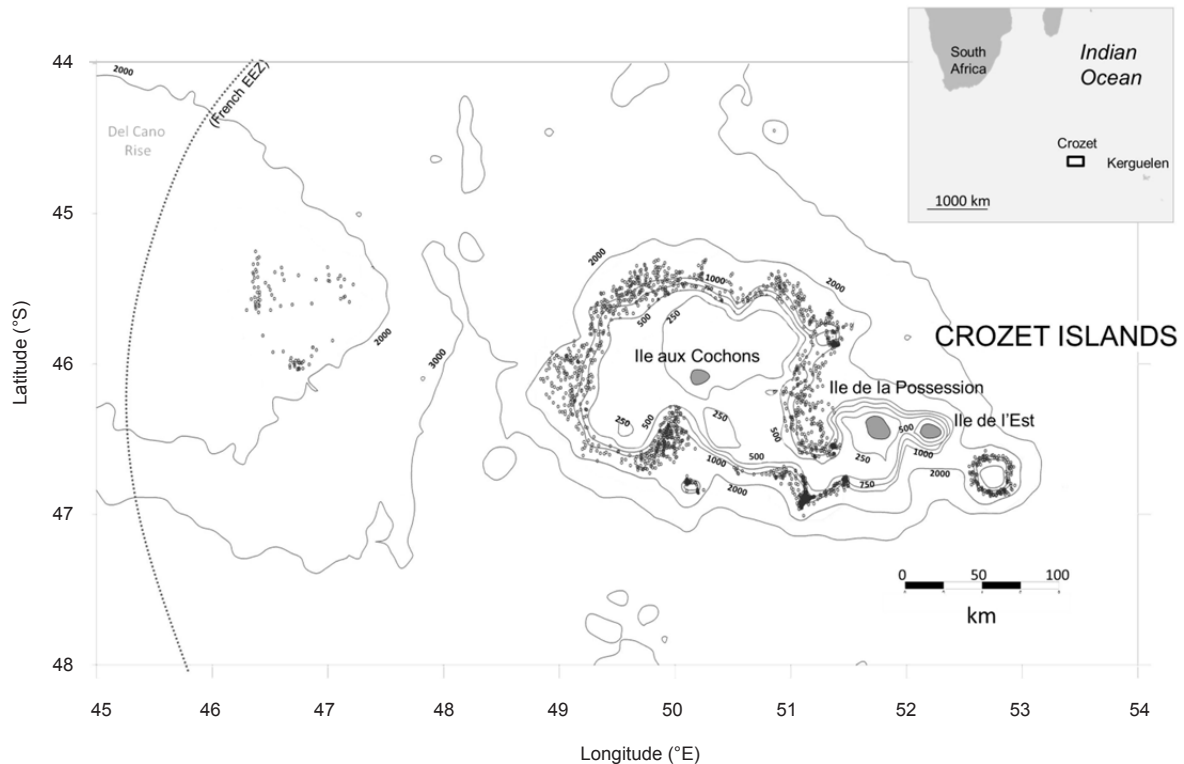 South
Africa
Indian
Ocean
Crozet
Kerguelen
1000 km
44
45
46
47
48
Latitude (°S)
2000
(French EEZ)
Del Cano
Rise
2000
3000
2000
1000
2000
500
250
CROZET ISLANDS
Ile aux Cochons
Ile de la Possession
Ile de l'Est
250
500
250
500
500
250
1000
500
1000
2000
750
2000
0 50 100
km
45 46 47 48 49 50 51 52 53 54
Longitude (°E)